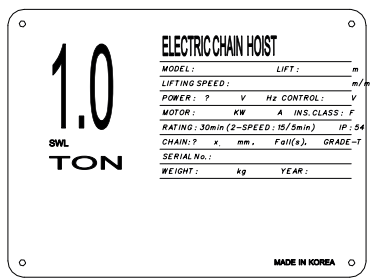 1.0
SWL
TON
ELECTRIC CHAIN HOIST
MODEL : LIFT : m
LIFTING SPEED : m/m
POWER : ? V Hz CONTROL : V
MOTOR : KW A INS.CLASS : F
RATING : 30min (2-SPEED : 15/5min) IP : 54
CHAIN : ? x mm, Fall(s), GRADE-T
SERIAL No. :
WEIGHT : kg YEAR :
MADE IN KOREA